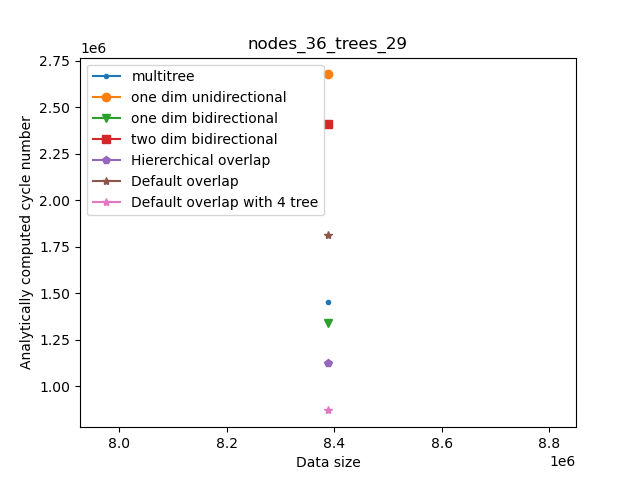 nodes_36_trees_29
1e6
2.75
2.50
2.25
2.00
1.75
1.50
1.25
1.00
Analytically computed cycle number
multitree
one dim unidirectional
one dim bidirectional
two dim bidirectional
Hiererchical overlap
Default overlap
Default overlap with 4 tree
8.0 8.2 8.4 8.6 8.8
Data size
1e6